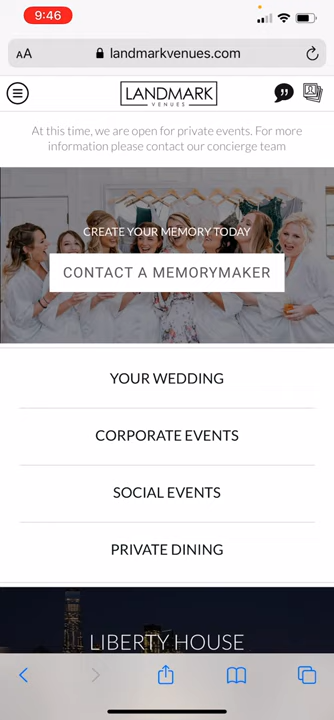 9:46
AA landmarkvenues.com
LANDMARK
VENUES
At this time, we are open for private events. For more
information please contact our concierge team
CREATE YOUR MEMORY TODAY
CONTACT A MEMORYMAKER
YOUR WEDDING
CORPORATE EVENTS
SOCIAL EVENTS
PRIVATE DINING
LIBERTY HOUSE